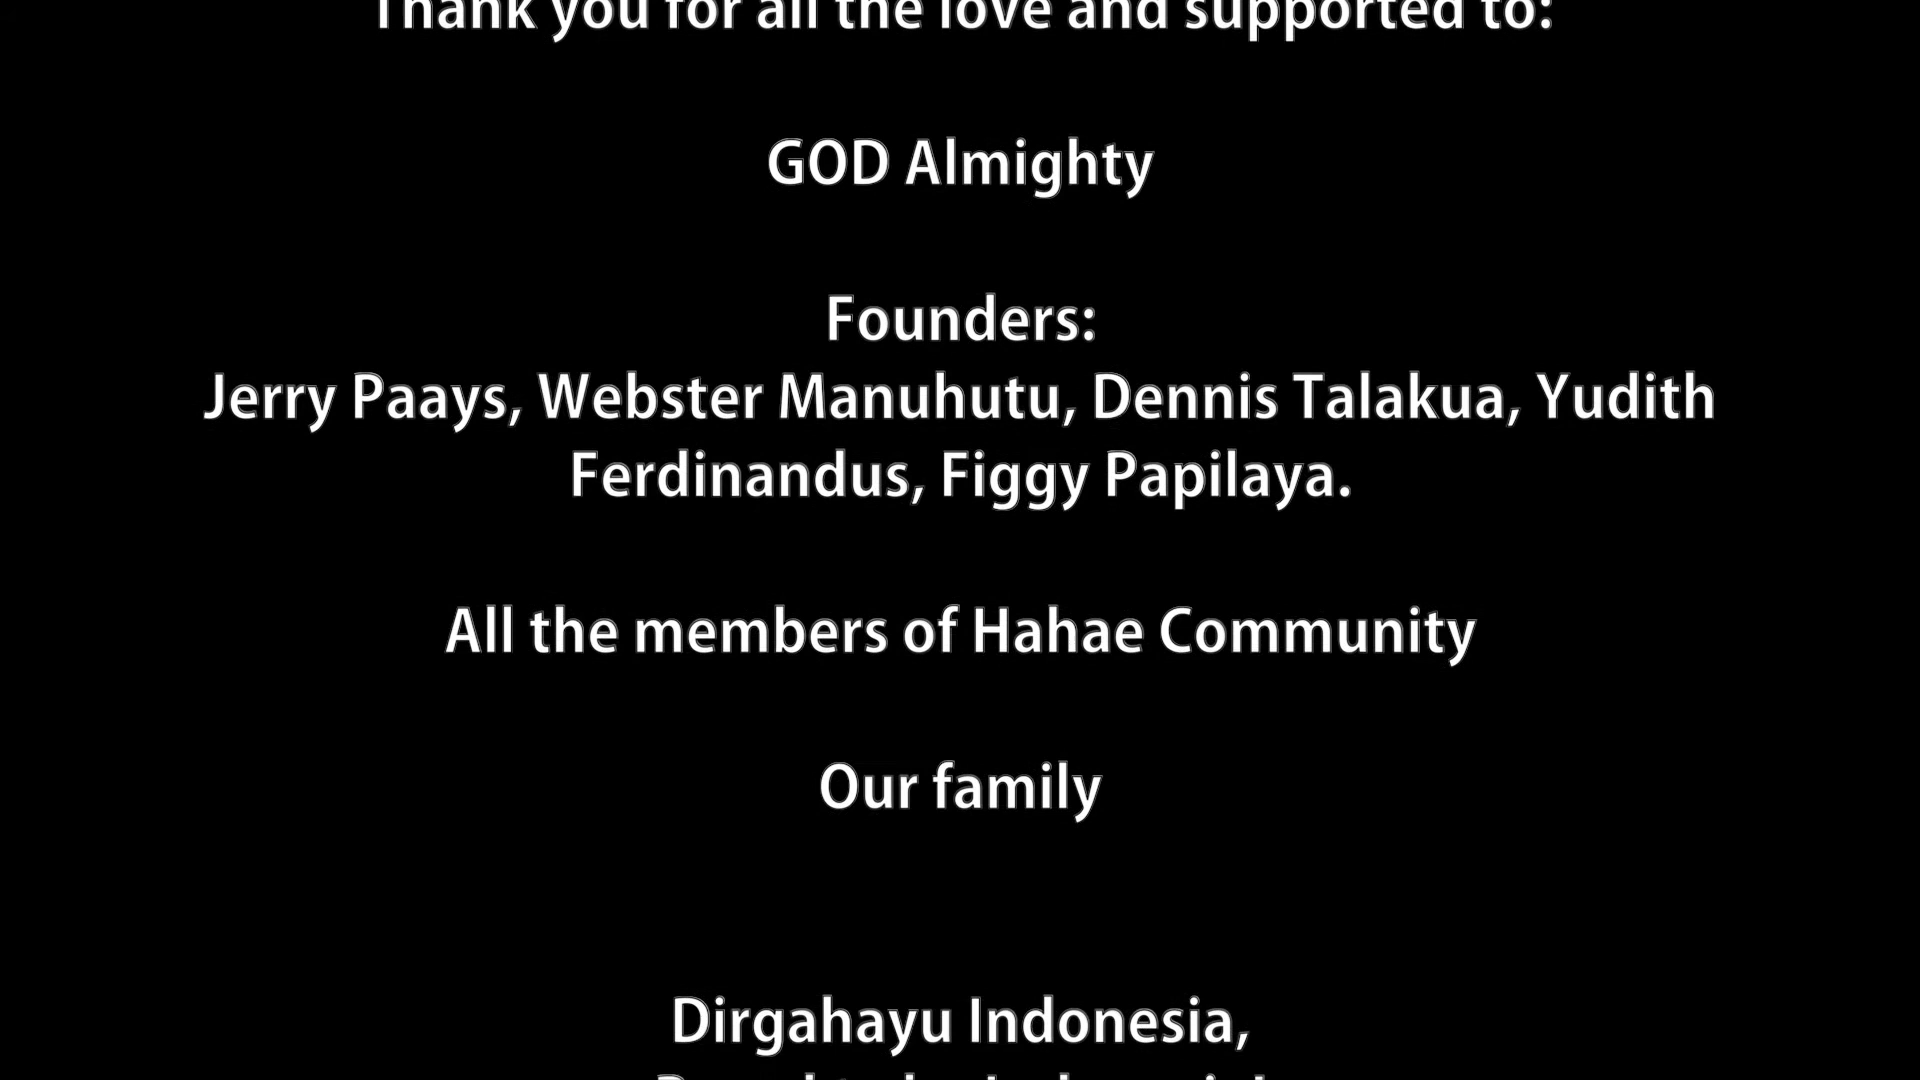 Thank you for all the love and supported to:
GOD Almighty
Founders:
Jerry Paays, Webster Manuhutu, Dennis Talakua, Yudith
Ferdinandus, Figgy Papilaya.
All the members of Hahae Community
Our family
Dirgahayu Indonesia,